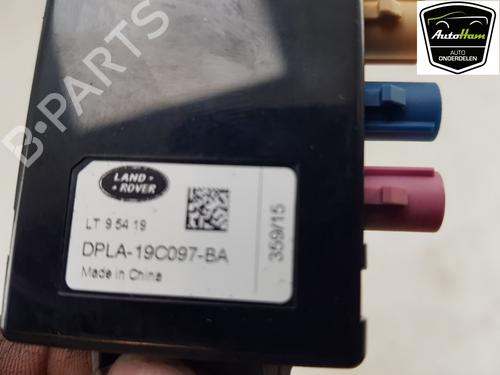 AutoHam
AUTO
ONDERDELEN
B-PARTS
LAND
ROVER
LT 9 54 19
DPLA-19C097-BA
Made in China
359/15